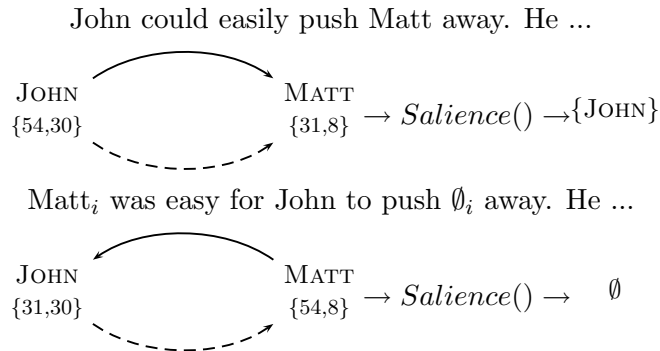 John could easily push Matt away. He ...
JOHN MATT → Salience() → {JOHN}
{54,30} {31,8}
Matt_i was easy for John to push ∅_i away. He ...
JOHN MATT → Salience() → ∅
{31,30} {54,8}